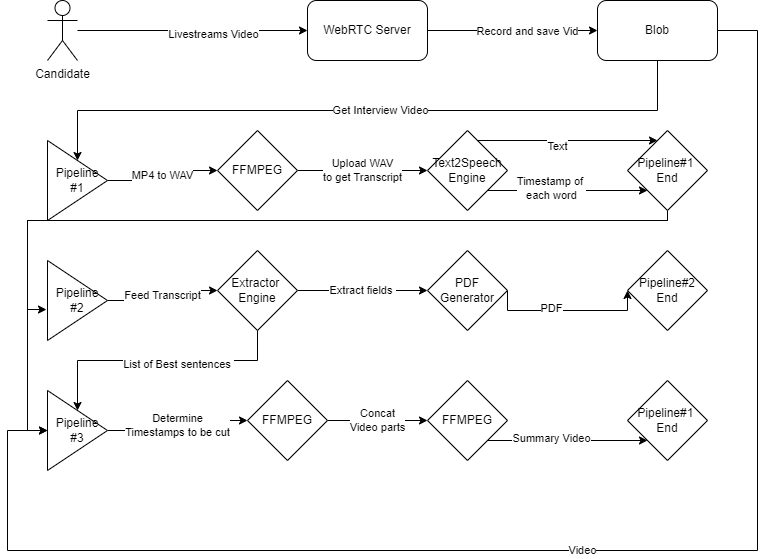 Livestreams Video
WebRTC Server
Record and save Vid
Blob
Candidate
Get Interview Video
Pipeline
#1
MP4 to WAV
FFMPEG
Upload WAV
to get Transcript
Text2Speech
Engine
Text
Timestamp of
each word
Pipeline#1
End
Pipeline
#2
Feed Transcript
Extractor
Engine
Extract fields
PDF
Generator
PDF
Pipeline#2
End
List of Best sentences
Pipeline
#3
Determine
Timestamps to be cut
FFMPEG
Concat
Video parts
FFMPEG
Summary Video
Pipeline#1
End
Video